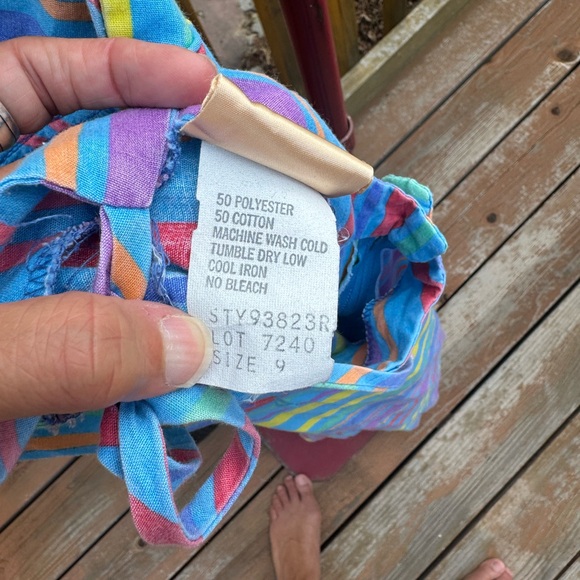 50 POLYESTER
50 COTTON
MACHINE WASH COLD
TUMBLE DRY LOW
COOL IRON
NO BLEACH
STY93823R
LOT 7240
SIZE 9